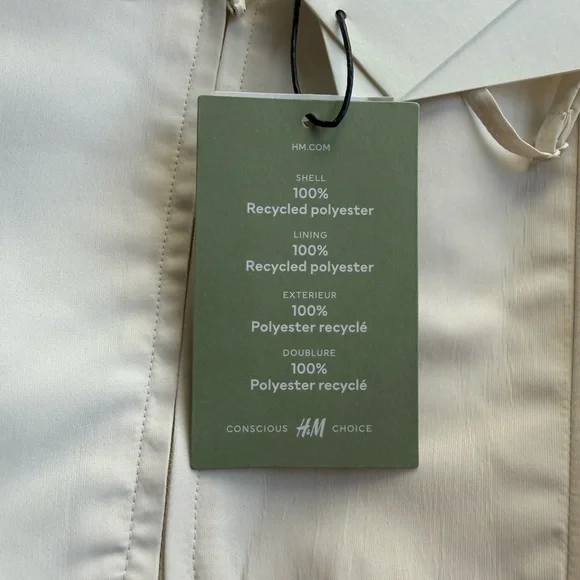 HM.COM
SHELL
100%
Recycled polyester
LINING
100%
Recycled polyester
EXTERIEUR
100%
Polyester recyclé
DOUBLURE
100%
Polyester recyclé
CONSCIOUS H&M CHOICE